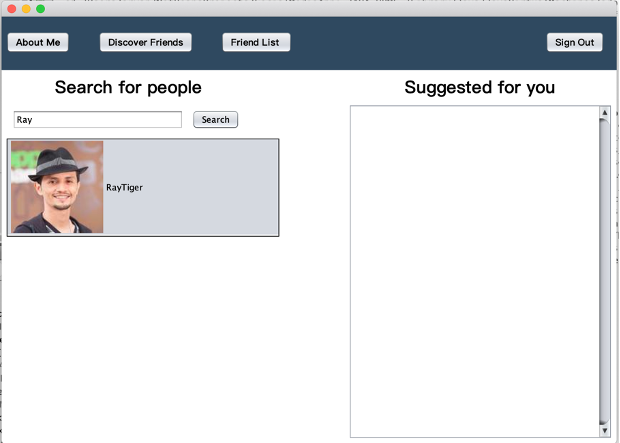 About Me
Discover Friends
Friend List
Sign Out
Search for people
Suggested for you
Ray
Search
RayTiger